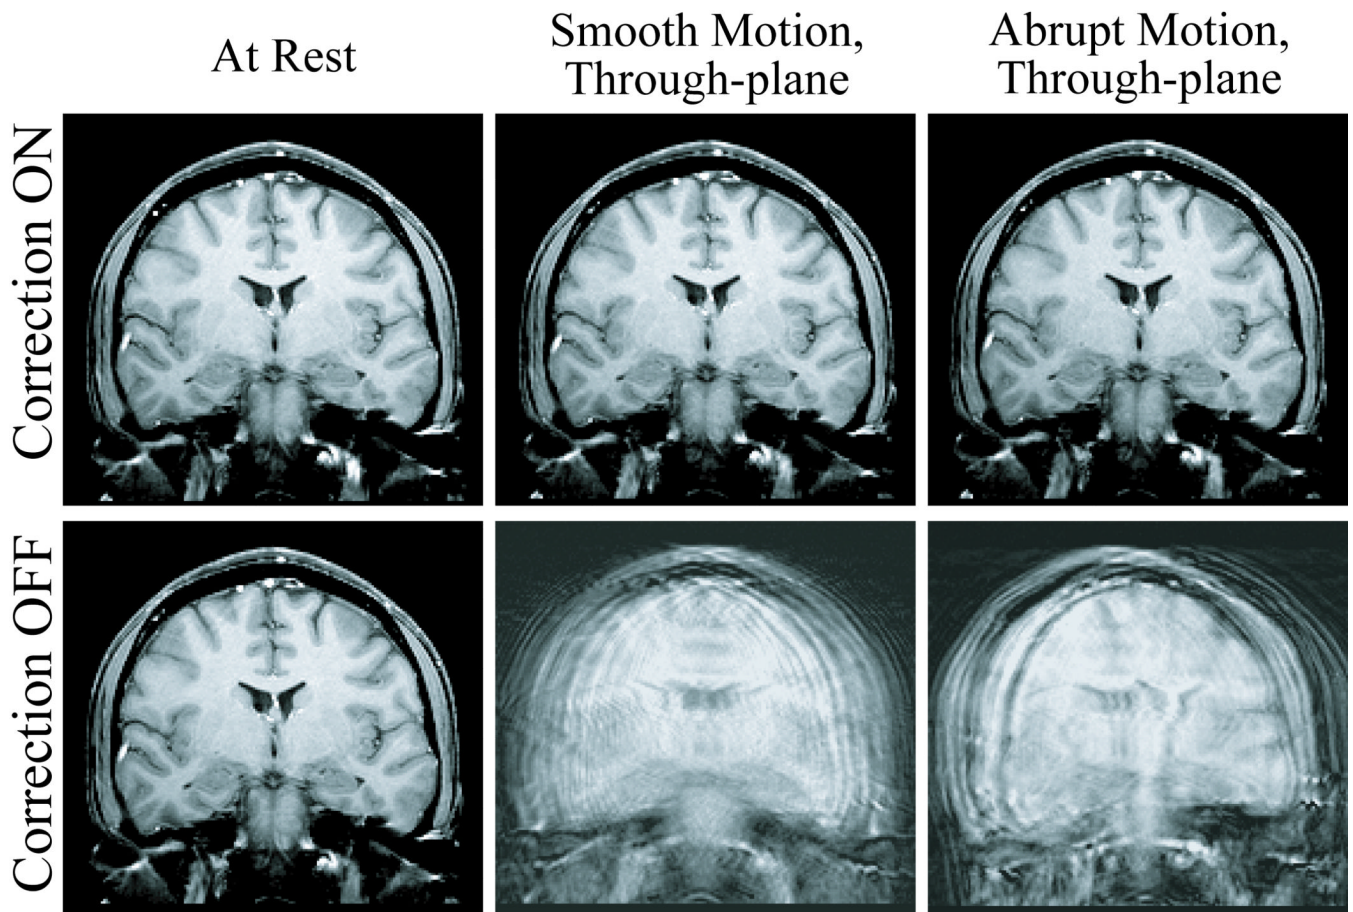 At Rest
Smooth Motion,
Through-plane
Abrupt Motion,
Through-plane
Correction ON
Correction OFF